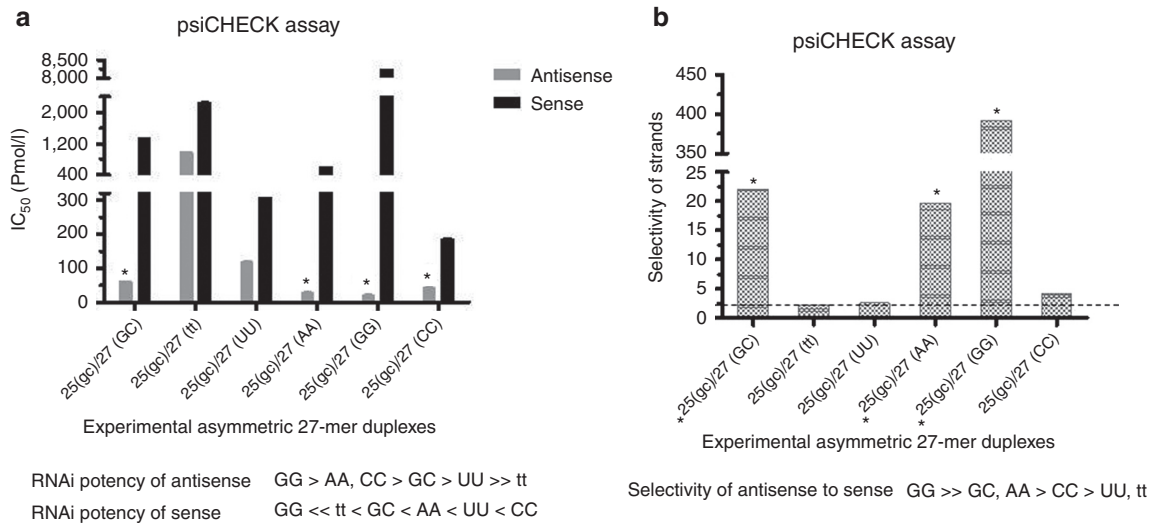 a
psiCHECK assay
IC50 (Pmol/l)
8,500
8,000
2,000
1,200
400
300
200
100
0
Antisense
Sense
*
*
*
*
25(gc)/27 (GC)
25(gc)/27 (tt)
25(gc)/27 (UU)
25(gc)/27 (AA)
25(gc)/27 (GG)
25(gc)/27 (CC)
Experimental asymmetric 27-mer duplexes
RNAi potency of antisense GG > AA, CC > GC > UU >> tt
RNAi potency of sense GG << tt < GC < AA < UU < CC
b
psiCHECK assay
Selectivity of strands
450
400
350
25
20
15
10
5
0
*
*
*
*25(gc)/27 (GC)
25(gc)/27 (tt)
25(gc)/27 (UU)
*25(gc)/27 (AA)
*25(gc)/27 (GG)
25(gc)/27 (CC)
Experimental asymmetric 27-mer duplexes
Selectivity of antisense to sense GG >> GC, AA > CC > UU, tt